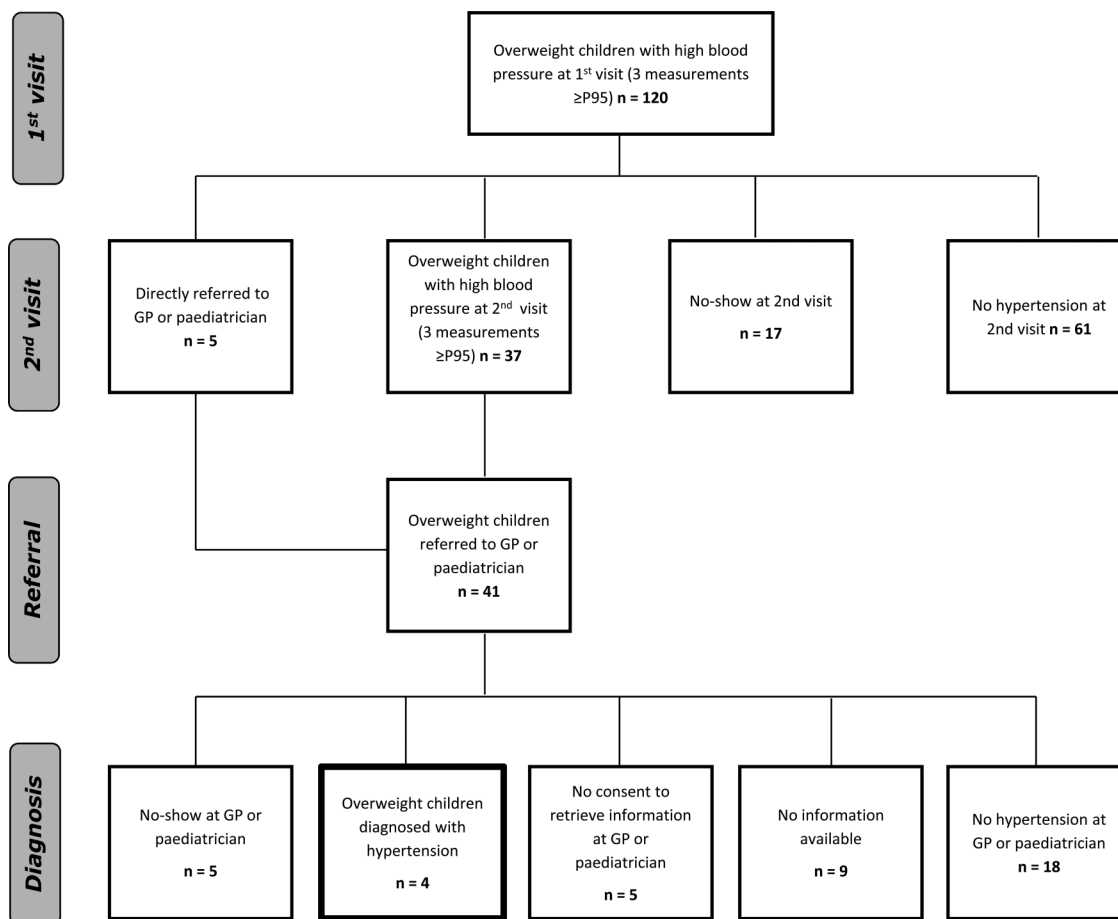 1st visit
Overweight children with high blood
pressure at 1st visit (3 measurements
≥P95) n = 120
2nd visit
Directly referred to
GP or paediatrician
n = 5
Overweight children
with high blood
pressure at 2nd visit
(3 measurements
≥P95) n = 37
No-show at 2nd visit
n = 17
No hypertension at
2nd visit n = 61
Referral
Overweight children
referred to GP or
paediatrician
n = 41
Diagnosis
No-show at GP or
paediatrician
n = 5
Overweight children
diagnosed with
hypertension
n = 4
No consent to
retrieve information
at GP or
paediatrician
n = 5
No information
available
n = 9
No hypertension at
GP or paediatrician
n = 18